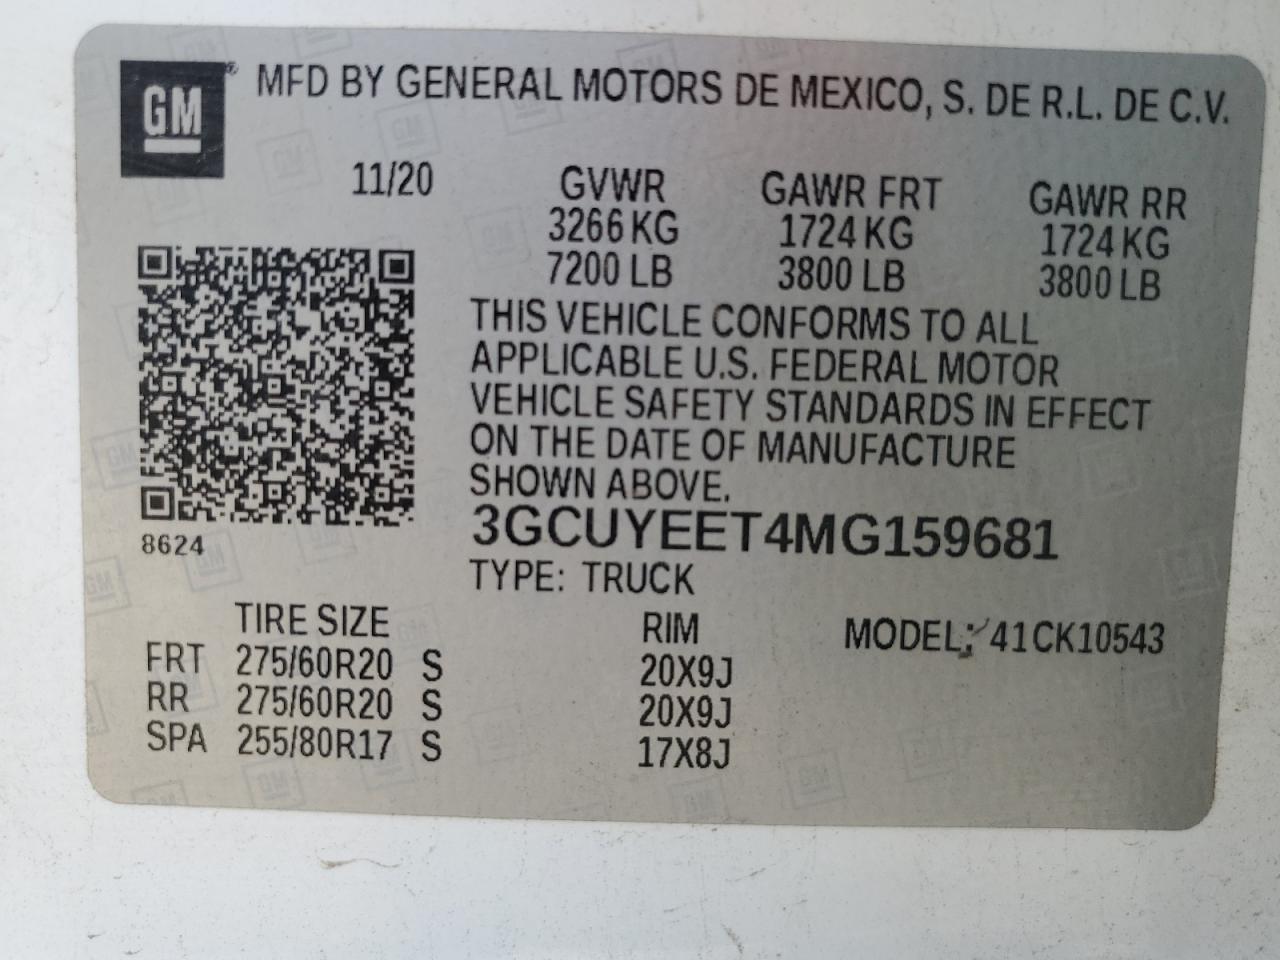 GM® MFD BY GENERAL MOTORS DE MEXICO, S. DE R.L. DE C.V.
11/20 GVWR GAWR FRT GAWR RR
3266 KG 1724 KG 1724 KG
7200 LB 3800 LB 3800 LB
THIS VEHICLE CONFORMS TO ALL
APPLICABLE U.S. FEDERAL MOTOR
VEHICLE SAFETY STANDARDS IN EFFECT
ON THE DATE OF MANUFACTURE
SHOWN ABOVE.
8624
3GCUYEET4MG159681
TYPE: TRUCK
TIRE SIZE RIM MODEL: 41CK10543
FRT 275/60R20 S 20X9J
RR 275/60R20 S 20X9J
SPA 255/80R17 S 17X8J